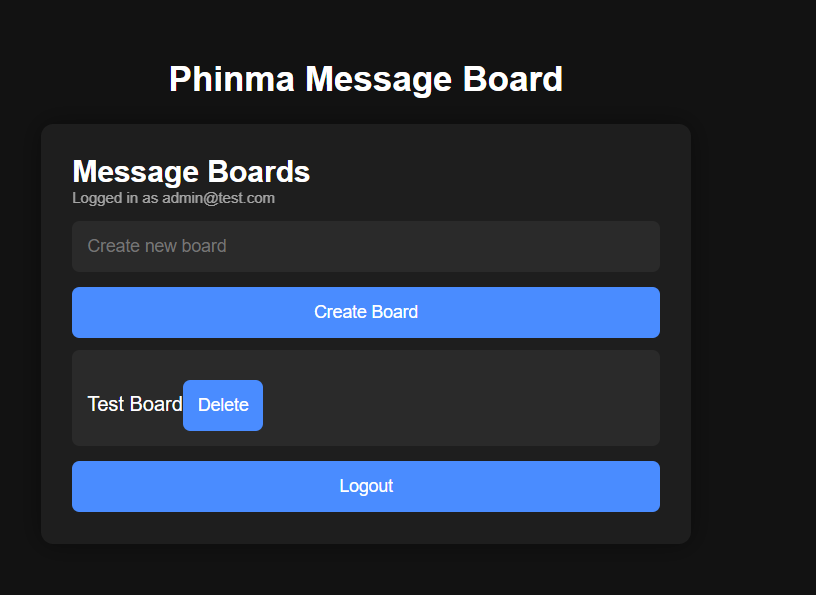 Phinma Message Board
Message Boards
Logged in as admin@test.com
Create new board
Create Board
Test Board Delete
Logout